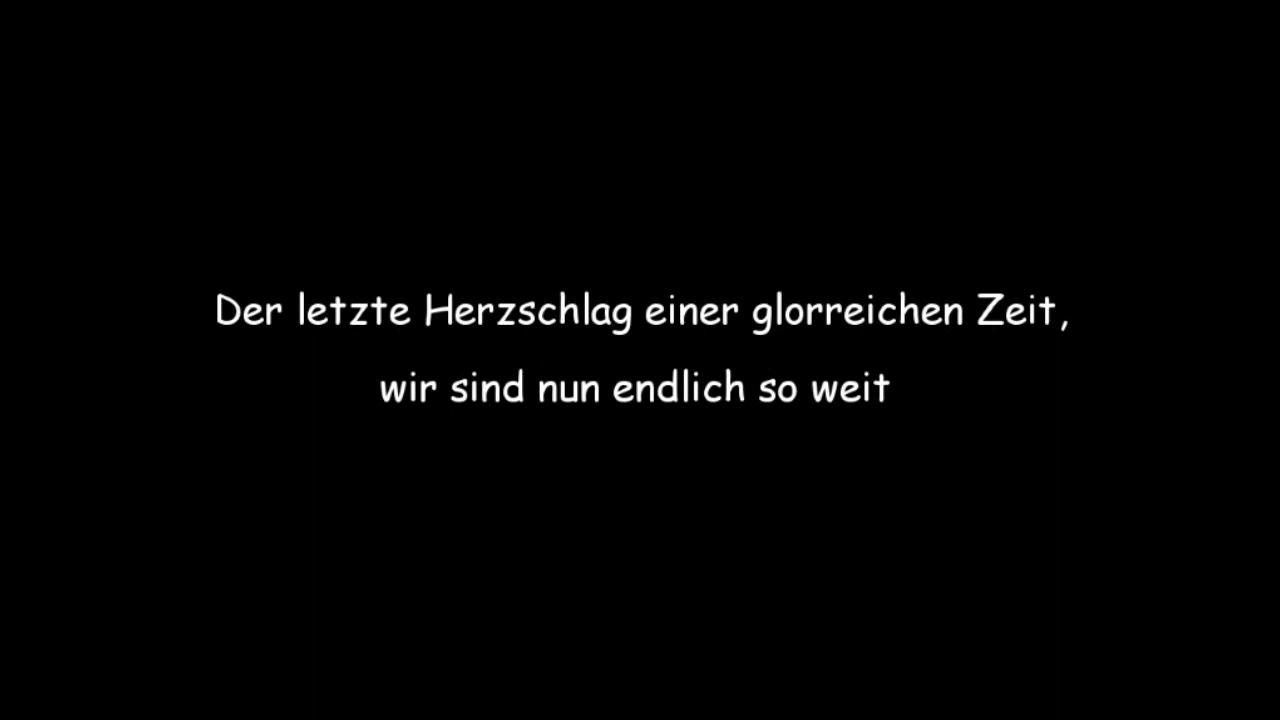 Der letzte Herzschlag einer glorreichen Zeit,
wir sind nun endlich so weit